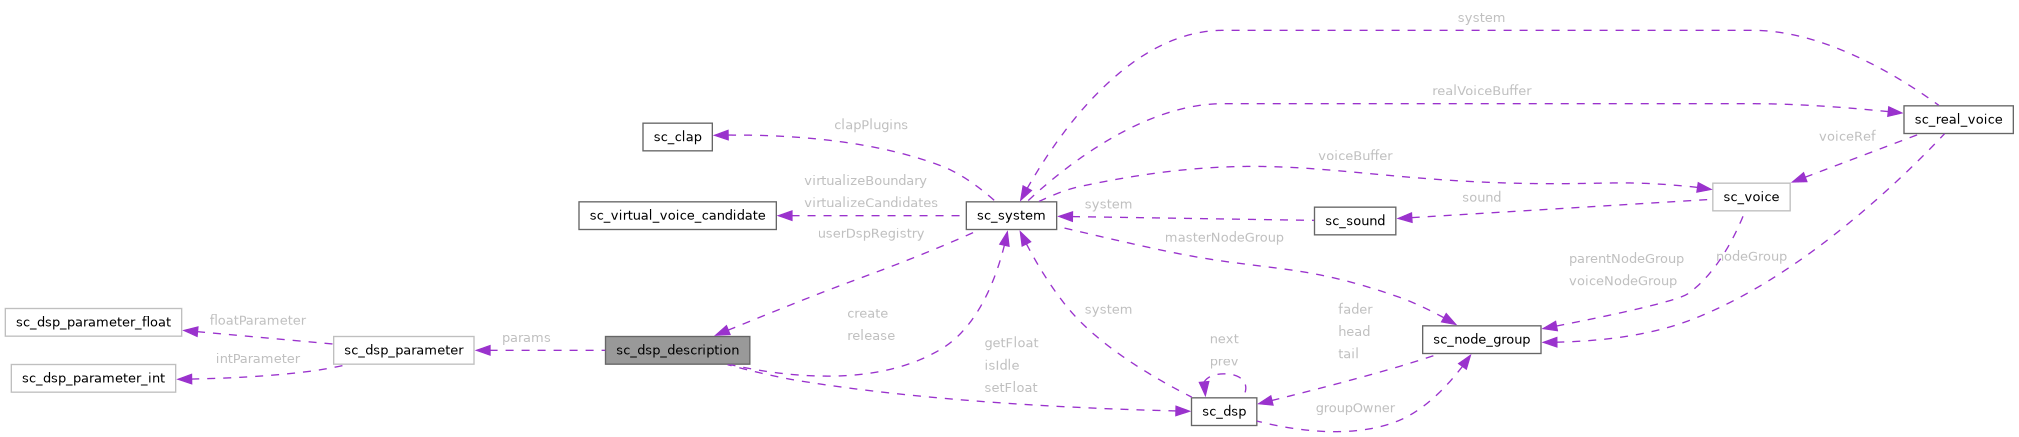 system
realVoiceBuffer
sc_real_voice
clapPlugins
sc_clap
voiceRef
voiceBuffer
virtualizeBoundary
virtualizeCandidates
sc_virtual_voice_candidate
sc_system
system
sound
sc_voice
sc_sound
userDspRegistry
masterNodeGroup
parentNodeGroup
voiceNodeGroup
nodeGroup
create
release
system
fader
head
tail
floatParameter
sc_dsp_parameter_float
intParameter
sc_dsp_parameter_int
sc_dsp_parameter
params
sc_dsp_description
getFloat
isIdle
setFloat
next
prev
sc_node_group
sc_dsp
groupOwner